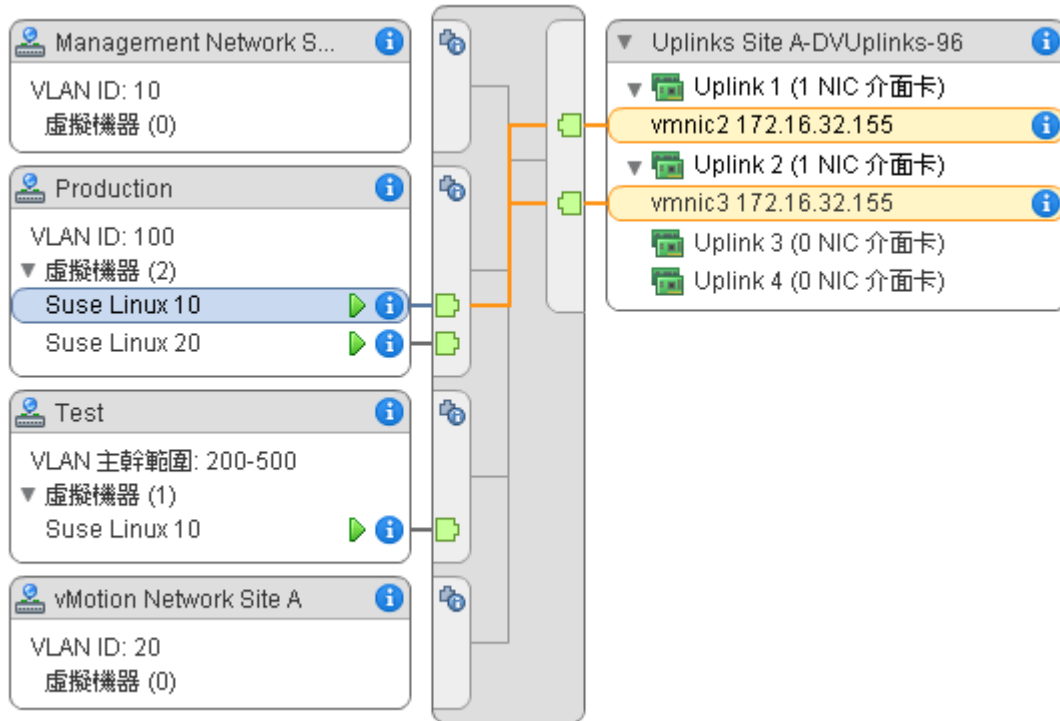 Management Network S...
VLAN ID: 10
虛擬機器 (0)
Production
VLAN ID: 100
虛擬機器 (2)
Suse Linux 10
Suse Linux 20
Test
VLAN 主幹範圍: 200-500
虛擬機器 (1)
Suse Linux 10
vMotion Network Site A
VLAN ID: 20
虛擬機器 (0)
Uplinks Site A-DVUplinks-96
Uplink 1 (1 NIC 介面卡)
vmnic2 172.16.32.155
Uplink 2 (1 NIC 介面卡)
vmnic3 172.16.32.155
Uplink 3 (0 NIC 介面卡)
Uplink 4 (0 NIC 介面卡)